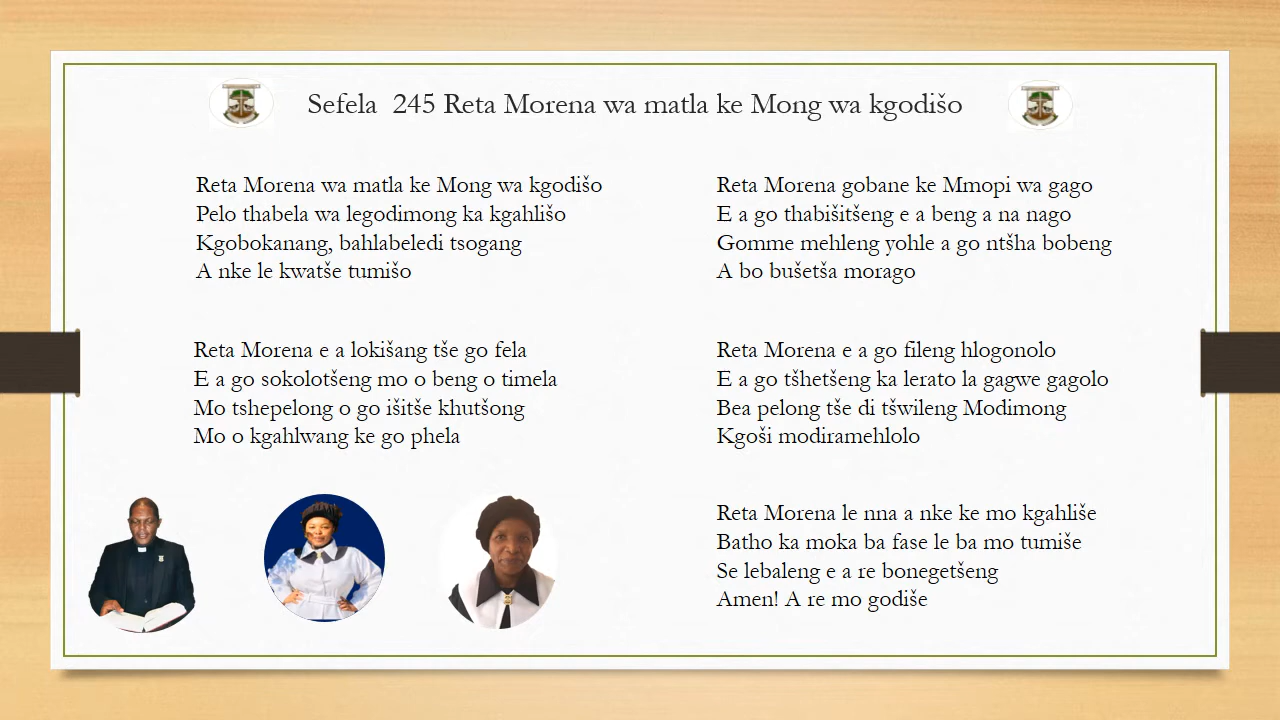 Sefela 245 Reta Morena wa matla ke Mong wa kgodišo
Reta Morena wa matla ke Mong wa kgodišo
Pelo thabela wa legodimong ka kgahlišo
Kgobokanang, bahlabeledi tsogang
A nke le kwatše tumišo
Reta Morena e a lokišang tše go fela
E a go sokolotšeng mo o beng o timela
Mo tshepelong o go išitše khutšong
Mo o kgahlwang ke go phela
Reta Morena gobane ke Mmopi wa gago
E a go thabišitšeng e a beng a na nago
Gomme mehleng yohle a go ntšha bobeng
A bo bušetša morago
Reta Morena e a go fileng hlogonolo
E a go tšhetšeng ka lerato la gagwe gagolo
Bea pelong tše di tšwileng Modimong
Kgoši modiramehlolo
Reta Morena le nna a nke ke mo kgahliše
Batho ka moka ba fase le ba mo tumiše
Se lebaleng e a re bonegetšeng
Amen! A re mo godiše